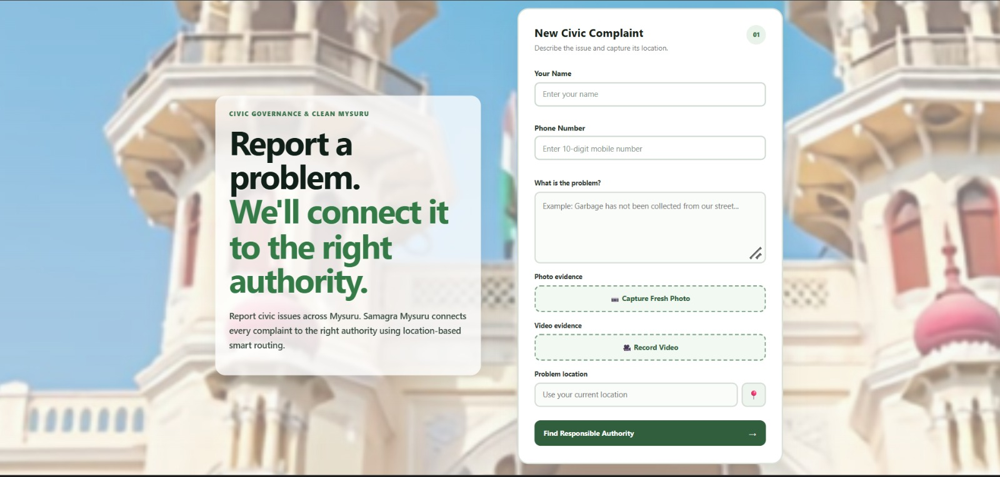 CIVIC GOVERNANCE & CLEAN MYSURU
Report a
problem.
We'll connect it
to the right
authority.
Report civic issues across Mysuru. Samagra Mysuru connects
every complaint to the right authority using location-based
smart routing.
New Civic Complaint
01
Describe the issue and capture its location.
Your Name
Enter your name
Phone Number
Enter 10-digit mobile number
What is the problem?
Example: Garbage has not been collected from our street...
Photo evidence
Capture Fresh Photo
Video evidence
Record Video
Problem location
Use your current location
Find Responsible Authority →